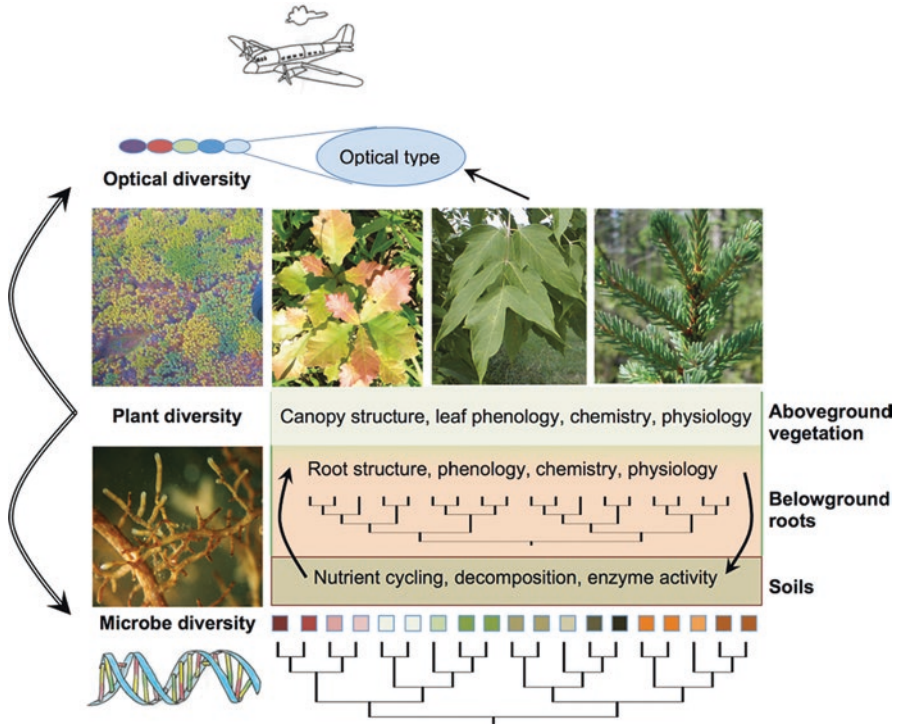 Optical type
Optical diversity
Plant diversity
Canopy structure, leaf phenology, chemistry, physiology
Aboveground
vegetation
Root structure, phenology, chemistry, physiology
Belowground
roots
Nutrient cycling, decomposition, enzyme activity
Soils
Microbe diversity